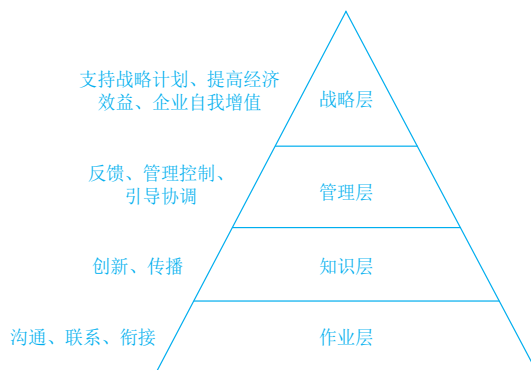 支持战略计划、提高经济
效益、企业自我增值
战略层
反馈、管理控制、
引导协调
管理层
创新、传播
知识层
沟通、联系、衔接
作业层